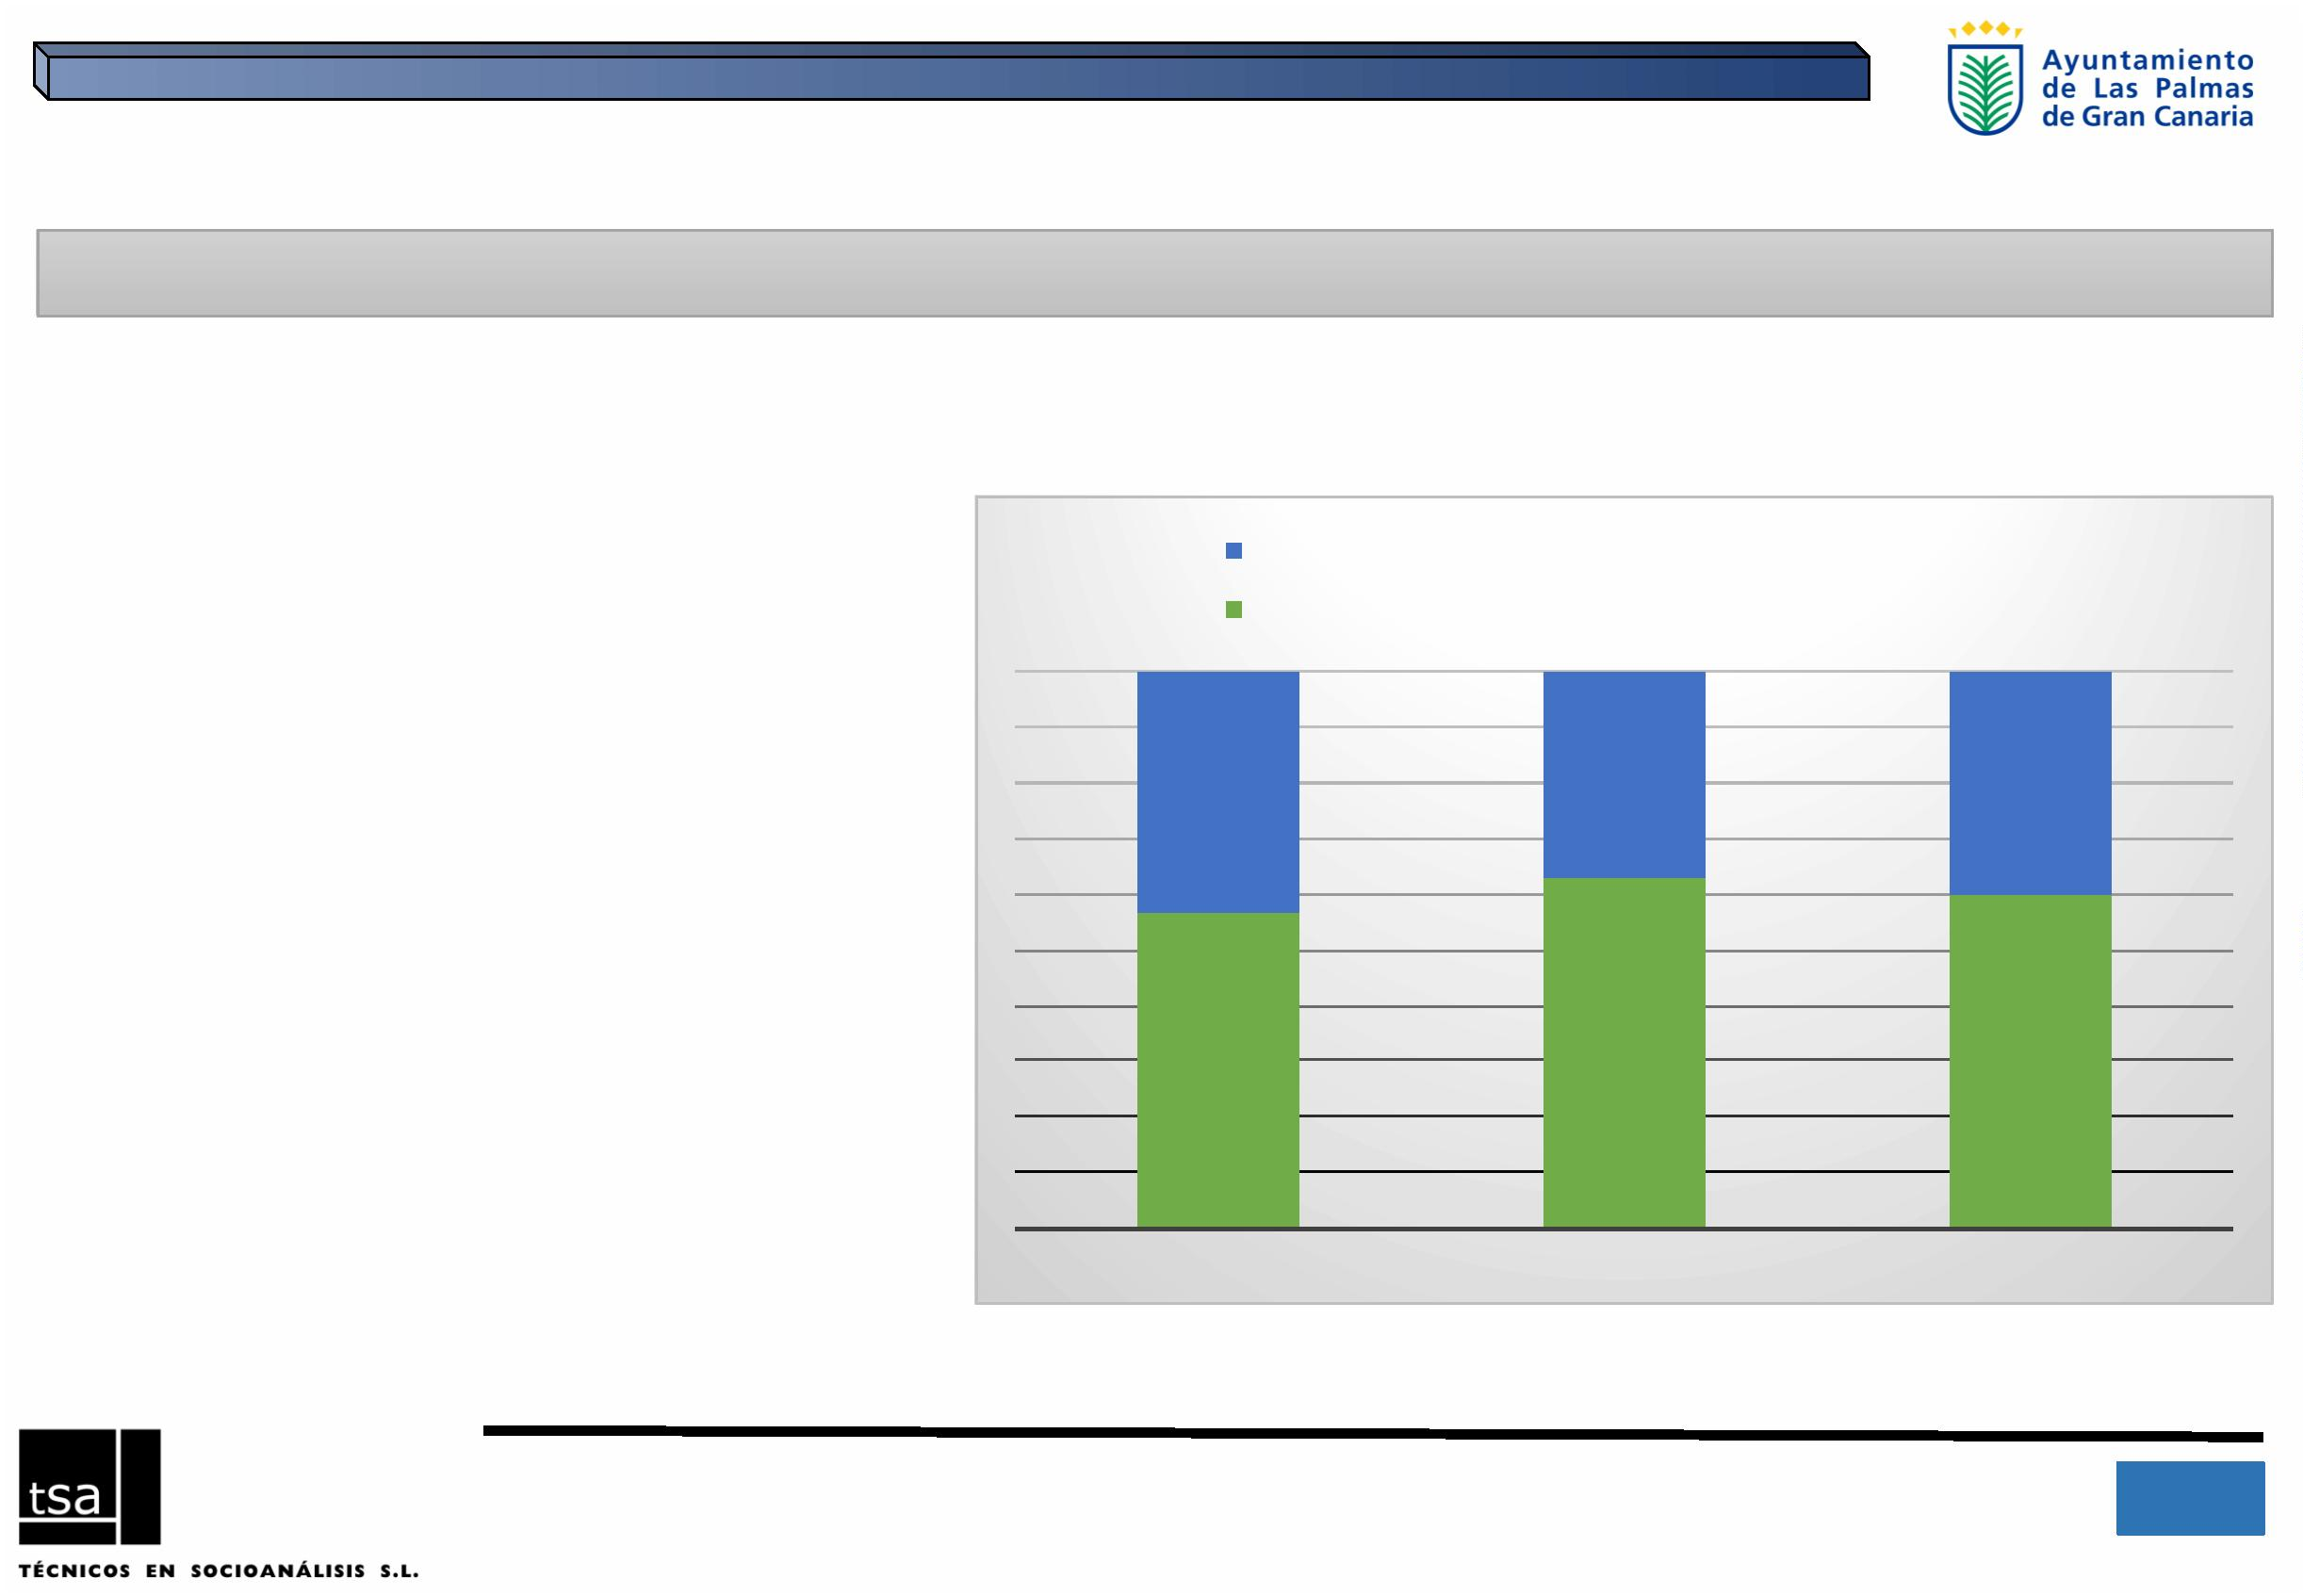 Ayuntamiento
de Las Palmas
de Gran Canaria
tsa
TÉCNICOS EN SOCIOANÁLISIS S.L.